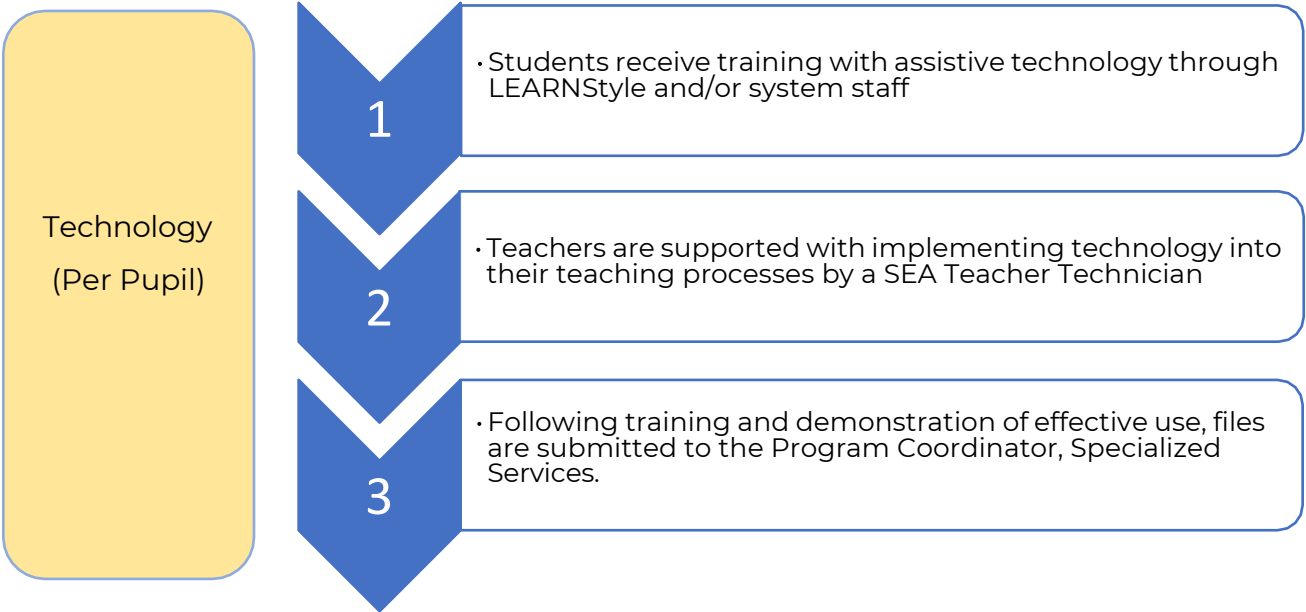 Technology
(Per Pupil)
1
• Students receive training with assistive technology through
LEARNStyle and/or system staff
2
• Teachers are supported with implementing technology into
their teaching processes by a SEA Teacher Technician
3
• Following training and demonstration of effective use, files
are submitted to the Program Coordinator, Specialized
Services.